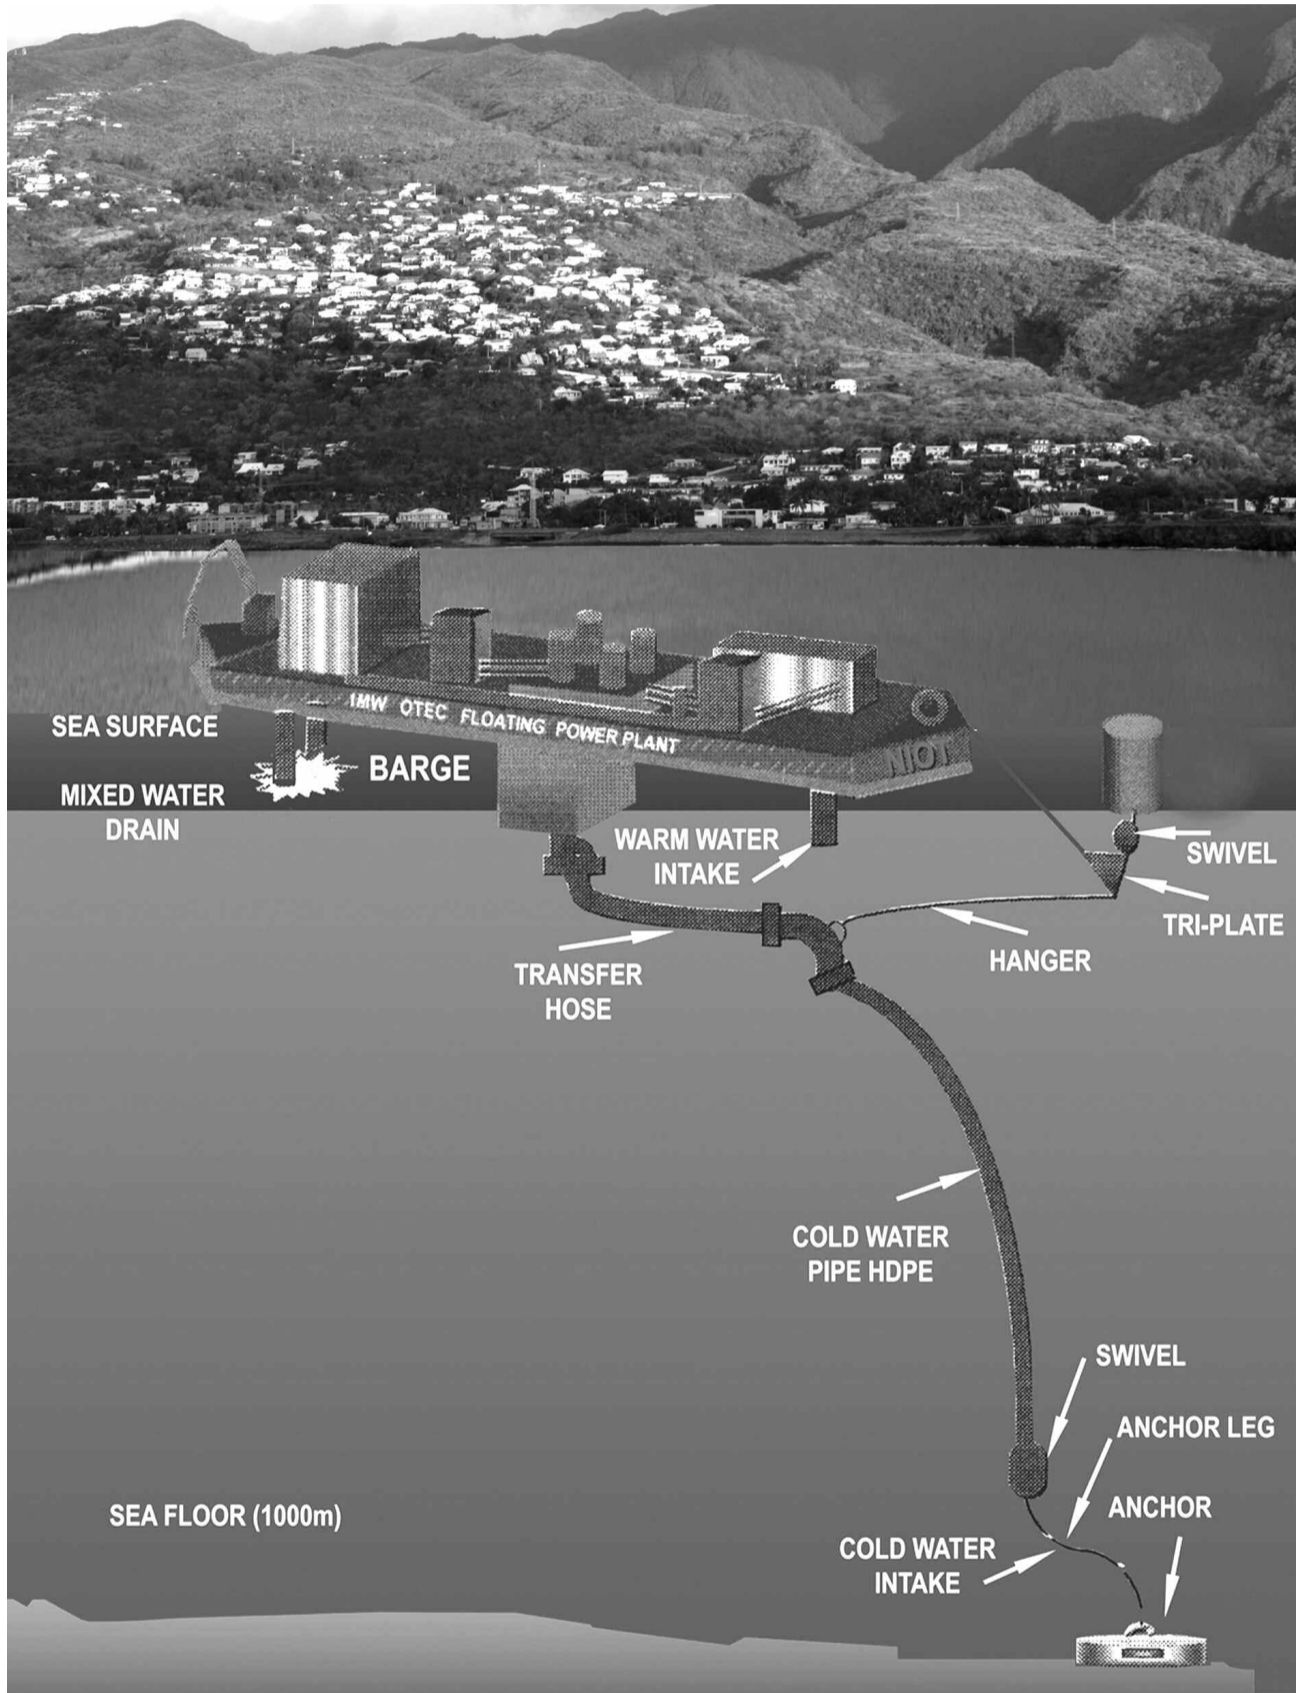 1MW OTEC FLOATING POWER PLANT
NIOT
SEA SURFACE
BARGE
MIXED WATER
DRAIN
WARM WATER
INTAKE
SWIVEL
TRI-PLATE
HANGER
TRANSFER
HOSE
COLD WATER
PIPE HDPE
SWIVEL
ANCHOR LEG
ANCHOR
SEA FLOOR (1000m)
COLD WATER
INTAKE